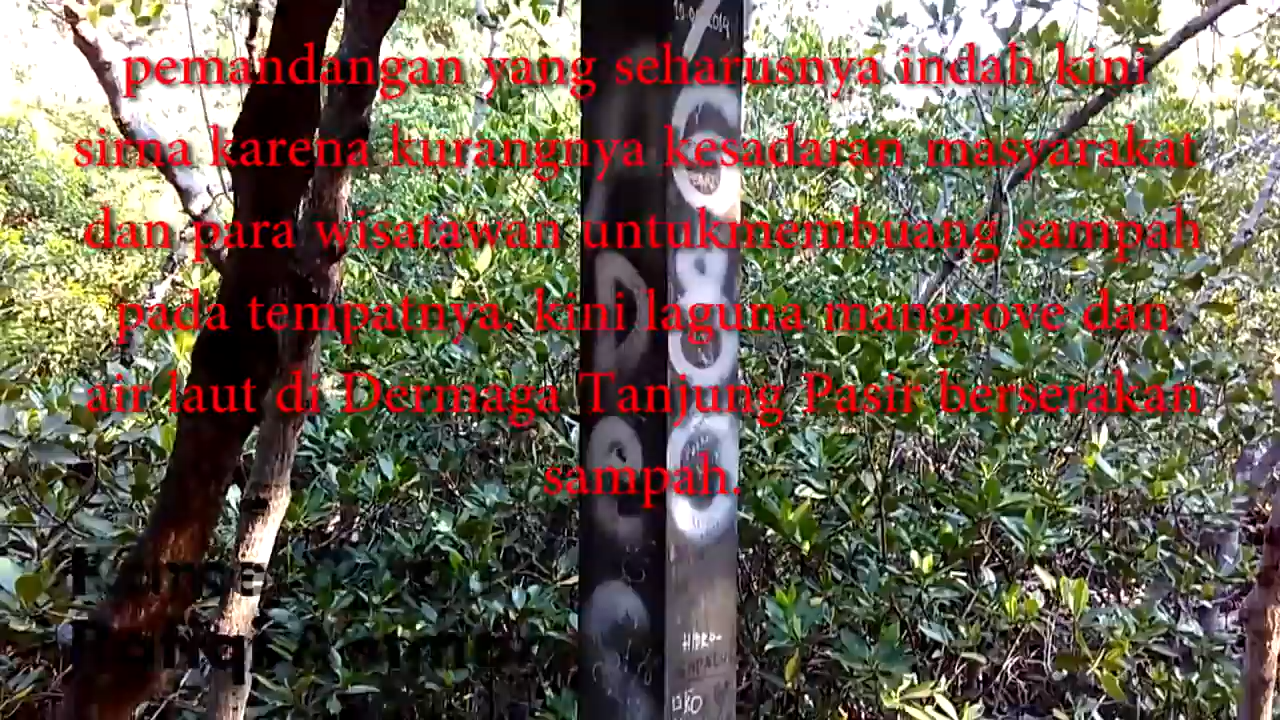 pemandangan yang seharusnya indah kini
sirna karena kurangnya kesadaran masyarakat
dan para wisatawan untukmembuang sampah
pada tempatnya. kini laguna mangrove dan
air laut di Dermaga Tanjung Pasir berserakan
sampah.